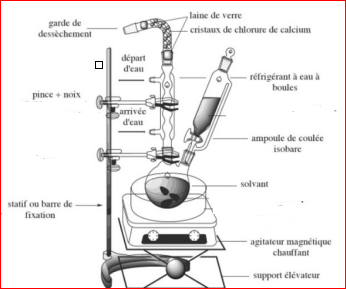 laine de verre
garde de
dessèchement
cristaux de chlorure de calcium
départ
d'eau
réfrigérant à eau à
boules
pince + noix
arrivée
d'eau
ampoule de coulée
isobare
solvant
statif ou barre de
fixation
agitateur magnétique
chauffant
support élévateur